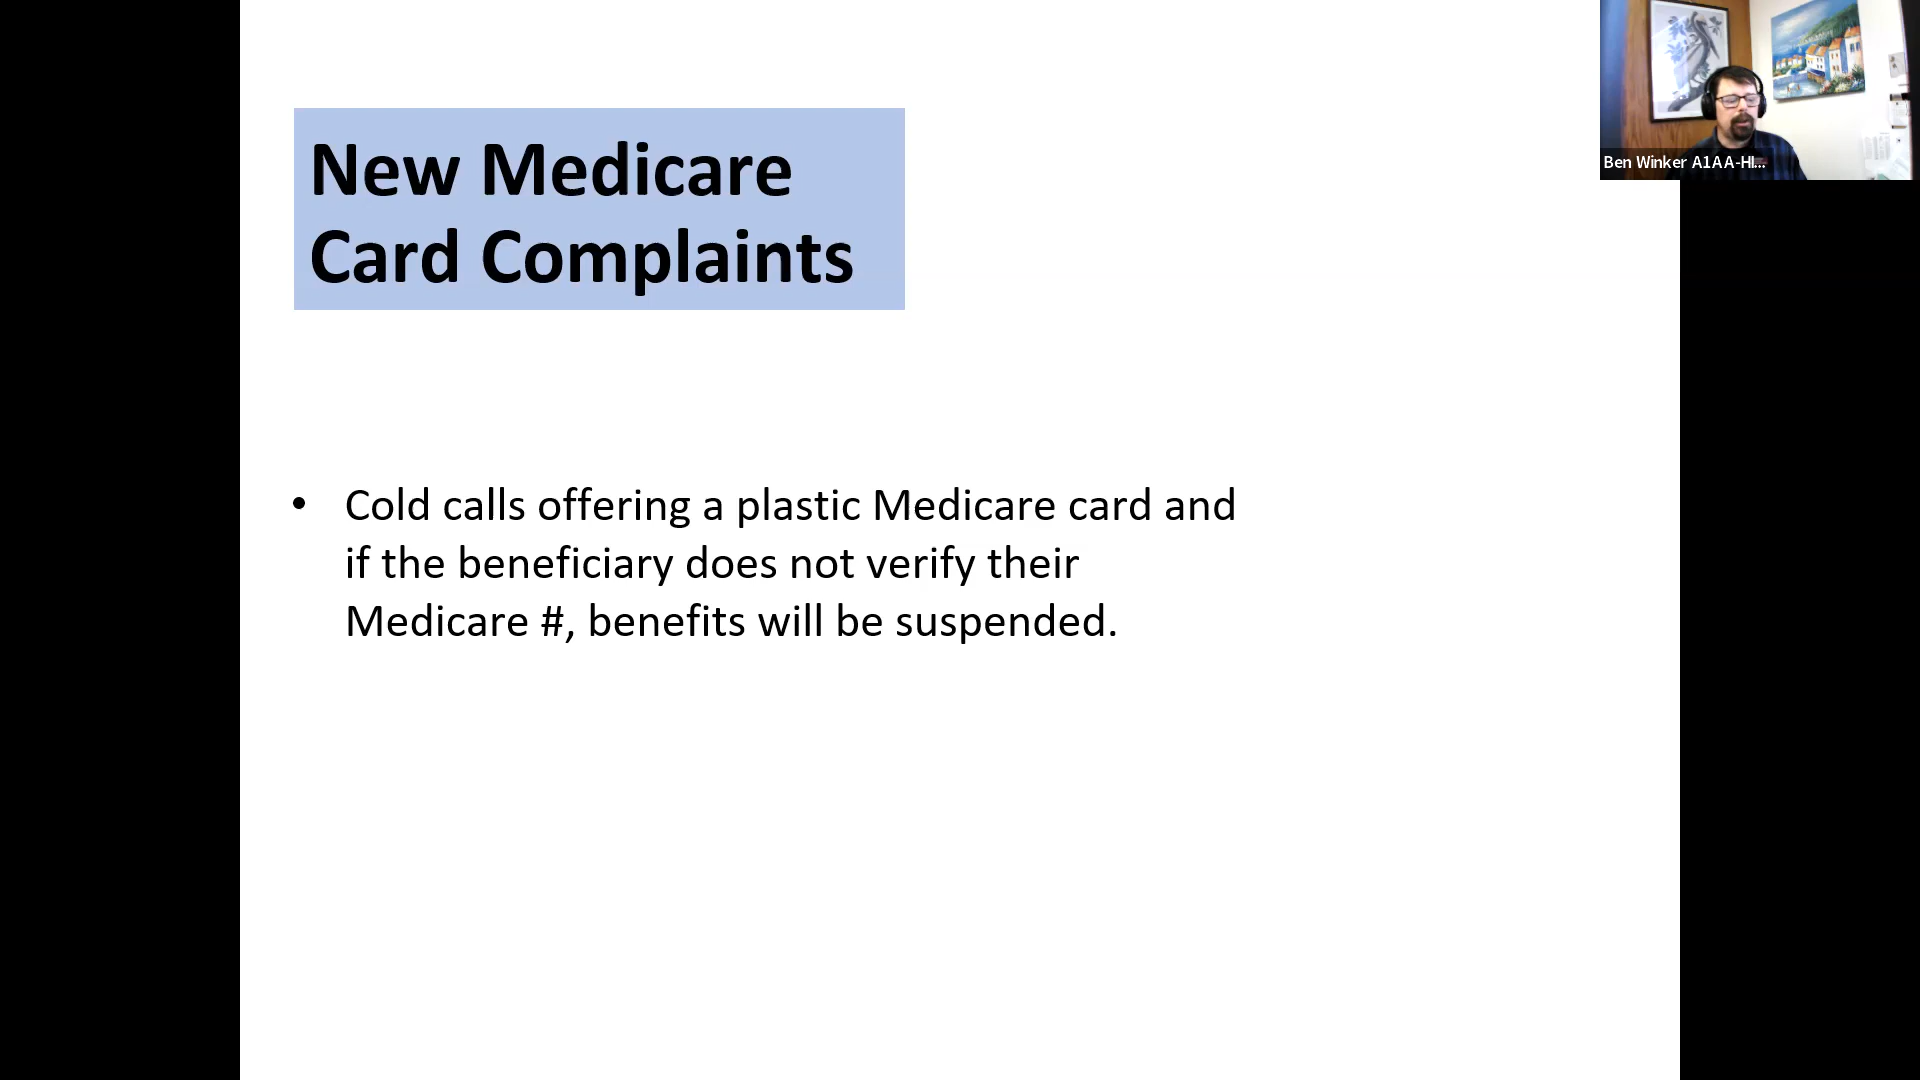 New Medicare
Card Complaints
Ben Winker A1AA-HI...
• Cold calls offering a plastic Medicare card and
if the beneficiary does not verify their
Medicare #, benefits will be suspended.